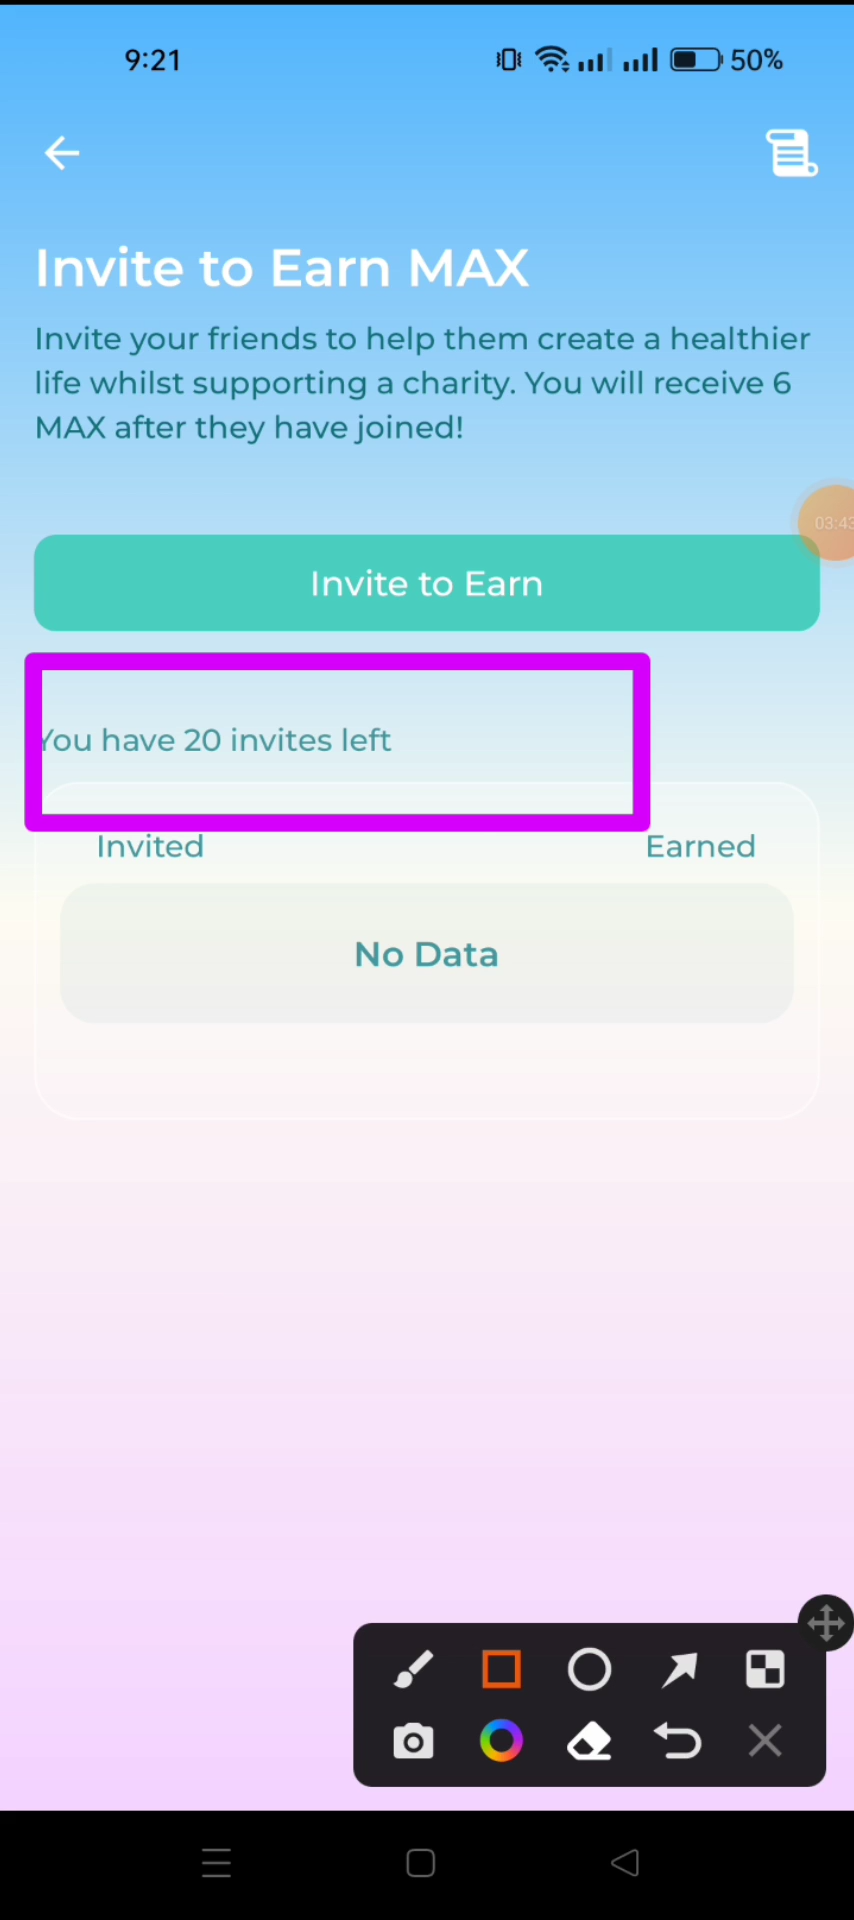 9:21
50%
Invite to Earn MAX
Invite your friends to help them create a healthier
life whilst supporting a charity. You will receive 6
MAX after they have joined!
03:43
Invite to Earn
You have 20 invites left
Invited
Earned
No Data